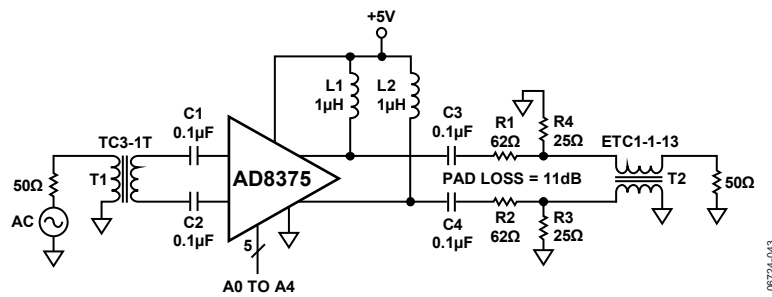 +5V
L1
1µH
L2
1µH
C1
0.1µF
C3
0.1µF
R1
62Ω
R4
25Ω
TC3-1T
ETC1-1-13
50Ω
T1
AD8375
PAD LOSS = 11dB
T2
50Ω
AC
C2
0.1µF
C4
0.1µF
R2
62Ω
R3
25Ω
5
A0 TO A4
06724-043